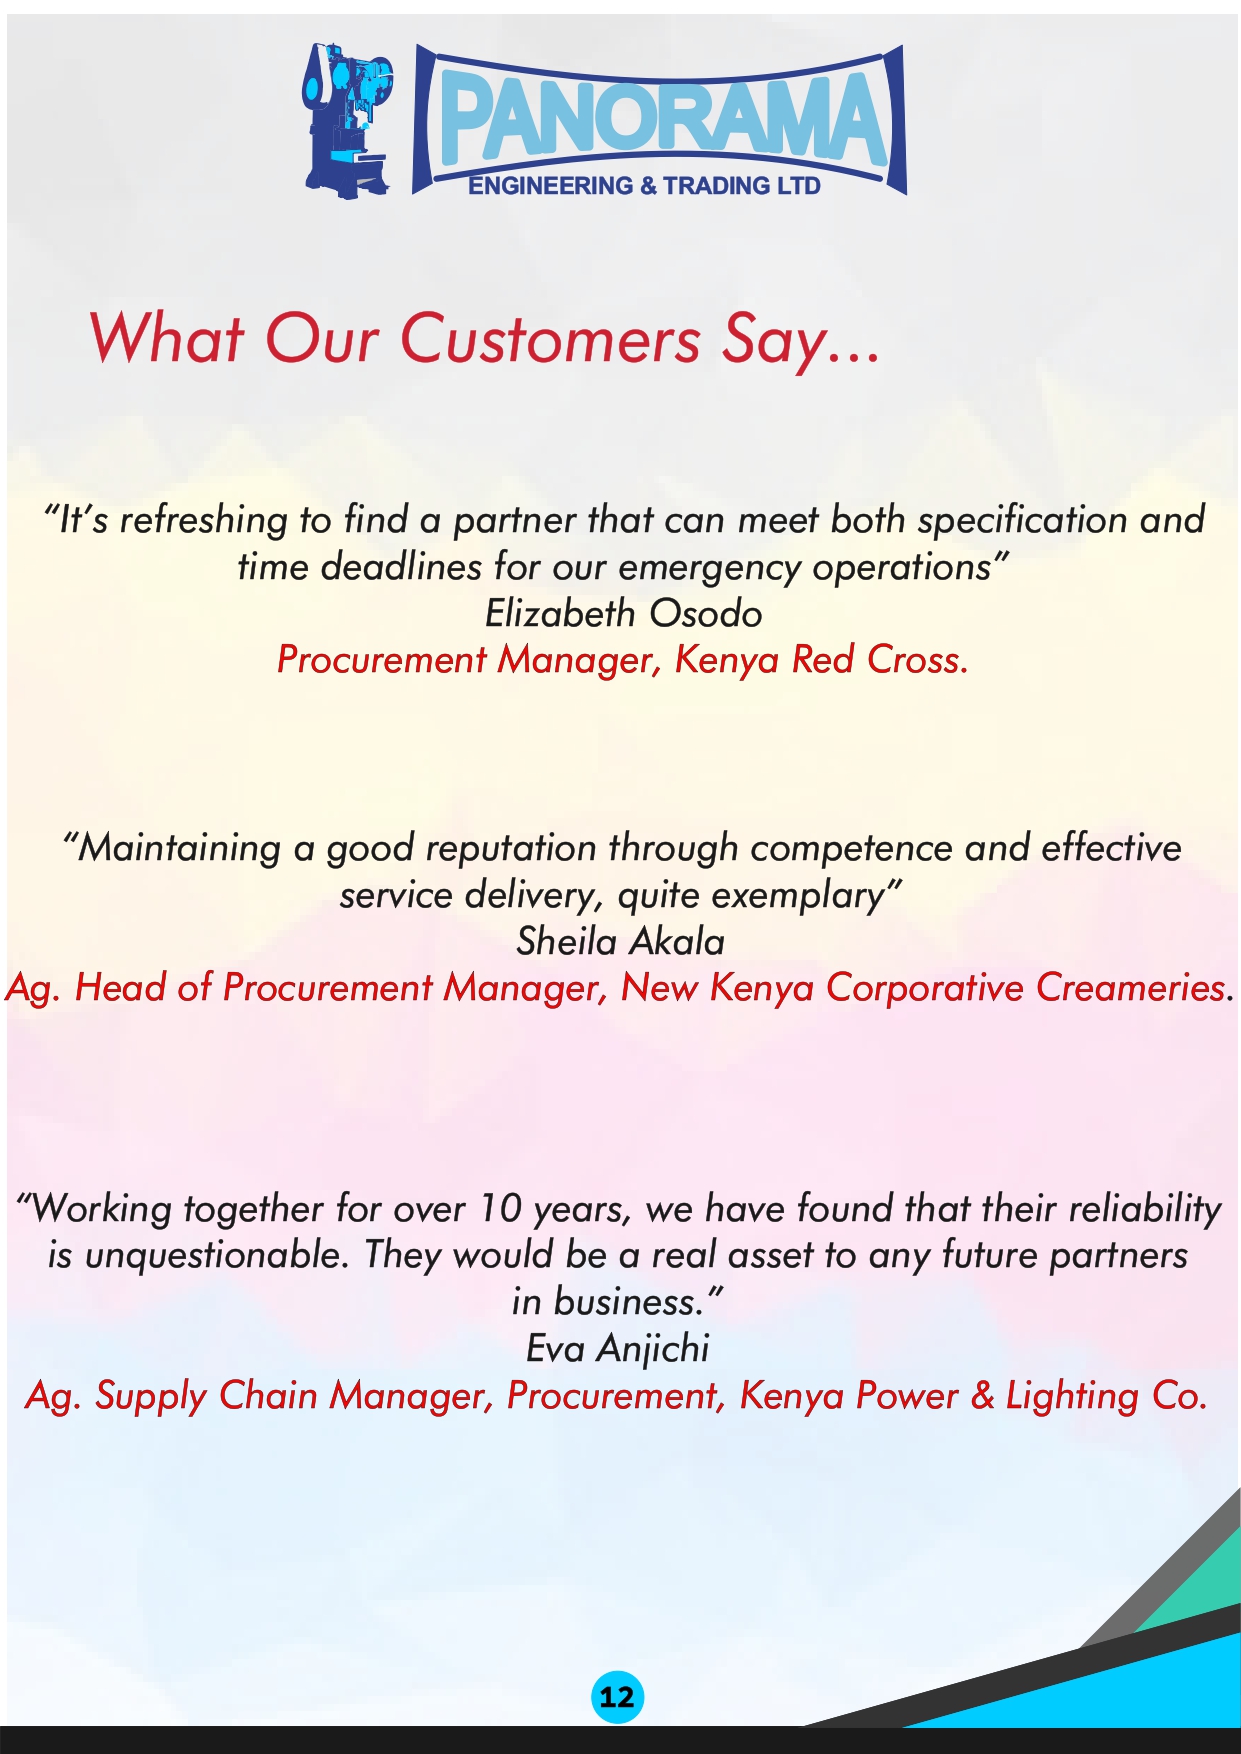 PANORAMA
ENGINEERING & TRADING LTD
What Our Customers Say...
“It’s refreshing to find a partner that can meet both specification and
time deadlines for our emergency operations”
Elizabeth Osodo
Procurement Manager, Kenya Red Cross.
“Maintaining a good reputation through competence and effective
service delivery, quite exemplary”
Sheila Akala
Ag. Head of Procurement Manager, New Kenya Corporative Creameries.
“Working together for over 10 years, we have found that their reliability
is unquestionable. They would be a real asset to any future partners
in business.”
Eva Anjichi
Ag. Supply Chain Manager, Procurement, Kenya Power & Lighting Co.
12